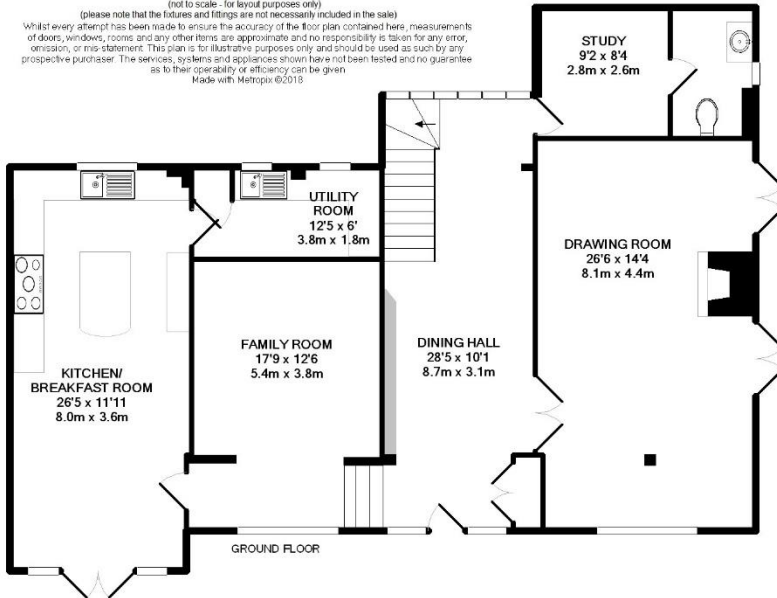 (not to scale - for layout purposes only)
(please note that the fixtures and fittings are not necessarily included in the sale)
Whilst every attempt has been made to ensure the accuracy of the floor plan contained here, measurements
of doors, windows, rooms and any other items are approximate and no responsibility is taken for any error,
omission, or mis-statement. This plan is for illustrative purposes only and should be used as such by any
prospective purchaser. The services, systems and appliances shown have not been tested and no guarantee
as to their operability or efficiency can be given
Made with Metropix ©2018
STUDY
9'2 x 8'4
2.8m x 2.6m
UTILITY
ROOM
12'5 x 6'
3.8m x 1.8m
DRAWING ROOM
26'6 x 14'4
8.1m x 4.4m
FAMILY ROOM
17'9 x 12'6
5.4m x 3.8m
DINING HALL
28'5 x 10'1
8.7m x 3.1m
KITCHEN/
BREAKFAST ROOM
26'5 x 11'11
8.0m x 3.6m
GROUND FLOOR